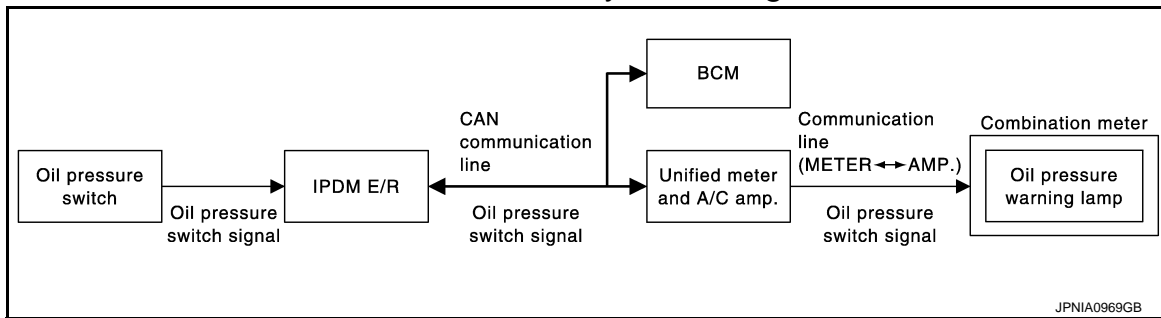 BCM
CAN
communication
line
Communication
line
(METER ↔ AMP.)
Combination meter
Oil pressure
switch
IPDM E/R
Unified meter
and A/C amp.
Oil pressure
warning lamp
Oil pressure
switch signal
Oil pressure
switch signal
Oil pressure
switch signal
JPNIA0969GB